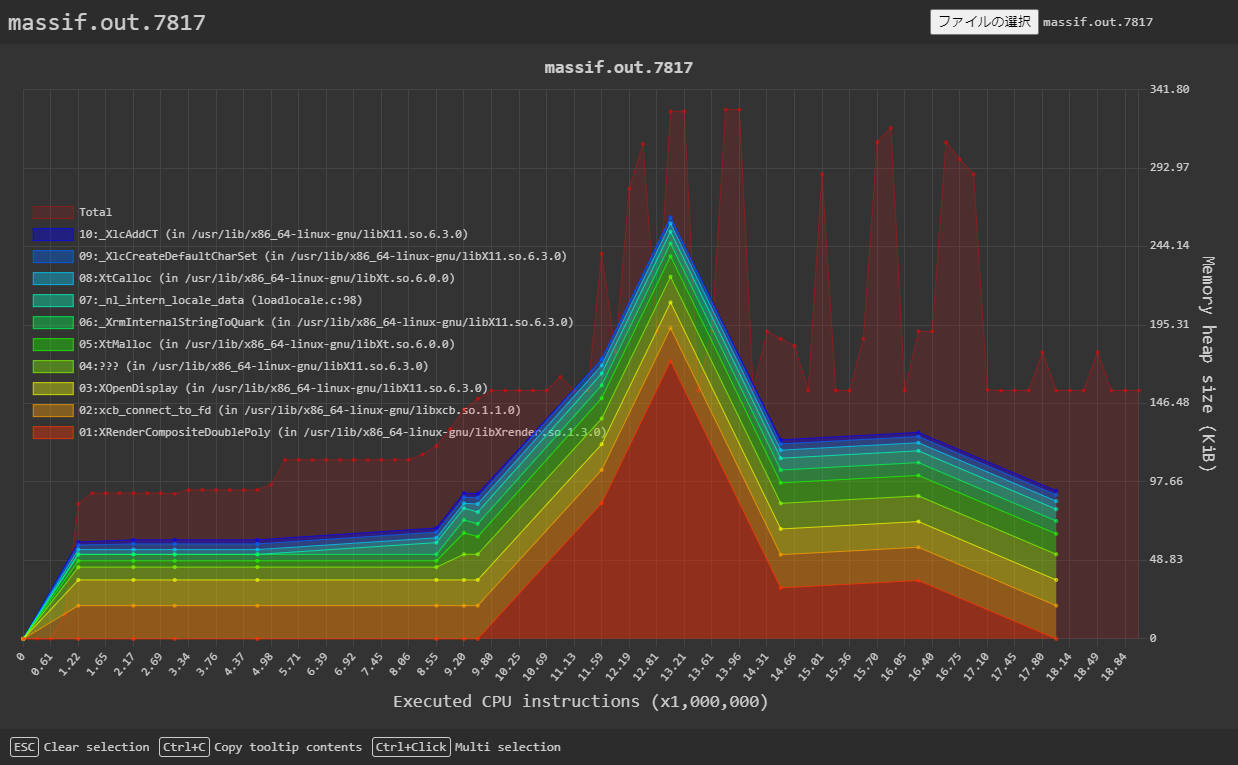 massif.out.7817
ファイルの選択 massif.out.7817
massif.out.7817
341.80
292.97
244.14
195.31
146.48
97.66
48.83
0
Memory heap size (KiB)
Total
10:_XlcAddCT (in /usr/lib/x86_64-linux-gnu/libX11.so.6.3.0)
09:_XlcCreateDefaultCharSet (in /usr/lib/x86_64-linux-gnu/libX11.so.6.3.0)
08:XtCalloc (in /usr/lib/x86_64-linux-gnu/libXt.so.6.0.0)
07:_nl_intern_locale_data (loadlocale.c:98)
06:_XrmInternalStringToQuark (in /usr/lib/x86_64-linux-gnu/libX11.so.6.3.0)
05:XtMalloc (in /usr/lib/x86_64-linux-gnu/libXt.so.6.0.0)
04:??? (in /usr/lib/x86_64-linux-gnu/libX11.so.6.3.0)
03:XOpenDisplay (in /usr/lib/x86_64-linux-gnu/libX11.so.6.3.0)
02:xcb_connect_to_fd (in /usr/lib/x86_64-linux-gnu/libxcb.so.1.1.0)
01:XRenderCompositeDoublePoly (in /usr/lib/x86_64-linux-gnu/libXrender.so.1.3.0)
0 0.61 1.22 1.65 2.17 2.69 3.34 3.76 4.37 4.98 5.71 6.39 6.92 7.45 8.06 8.55 9.20 9.80 10.25 10.69 11.13 11.59 12.19 12.81 13.21 13.61 13.96 14.31 14.66 15.01 15.36 15.70 16.05 16.40 16.75 17.10 17.45 17.80 18.14 18.49 18.84
Executed CPU instructions (x1,000,000)
ESC Clear selection Ctrl+C Copy tooltip contents Ctrl+Click Multi selection